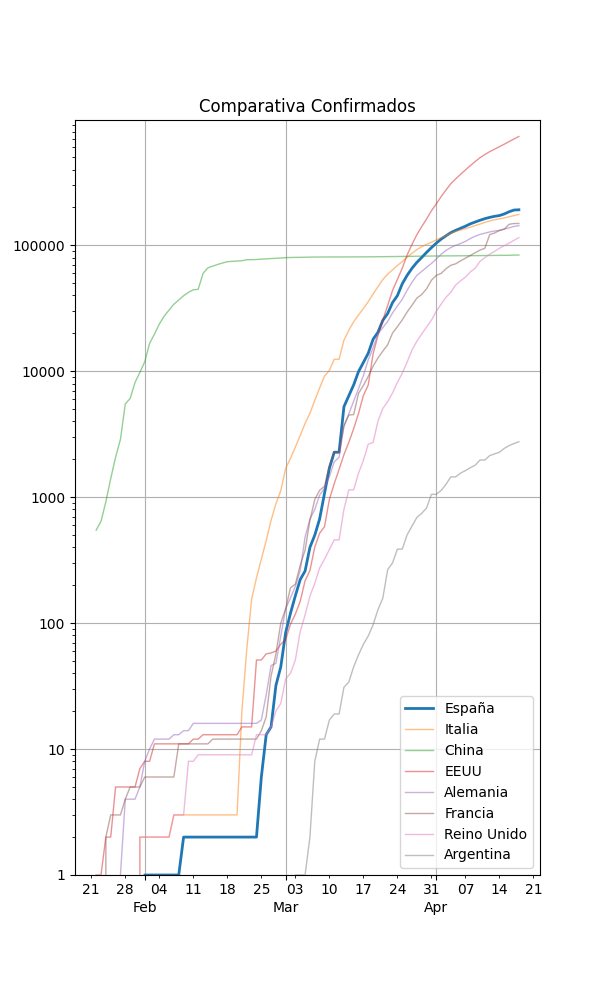 Comparativa Confirmados
100000
10000
1000
100
10
1
España
Italia
China
EEUU
Alemania
Francia
Reino Unido
Argentina
21 28 04 11 18 25 03 10 17 24 31 07 14 21
Feb Mar Apr